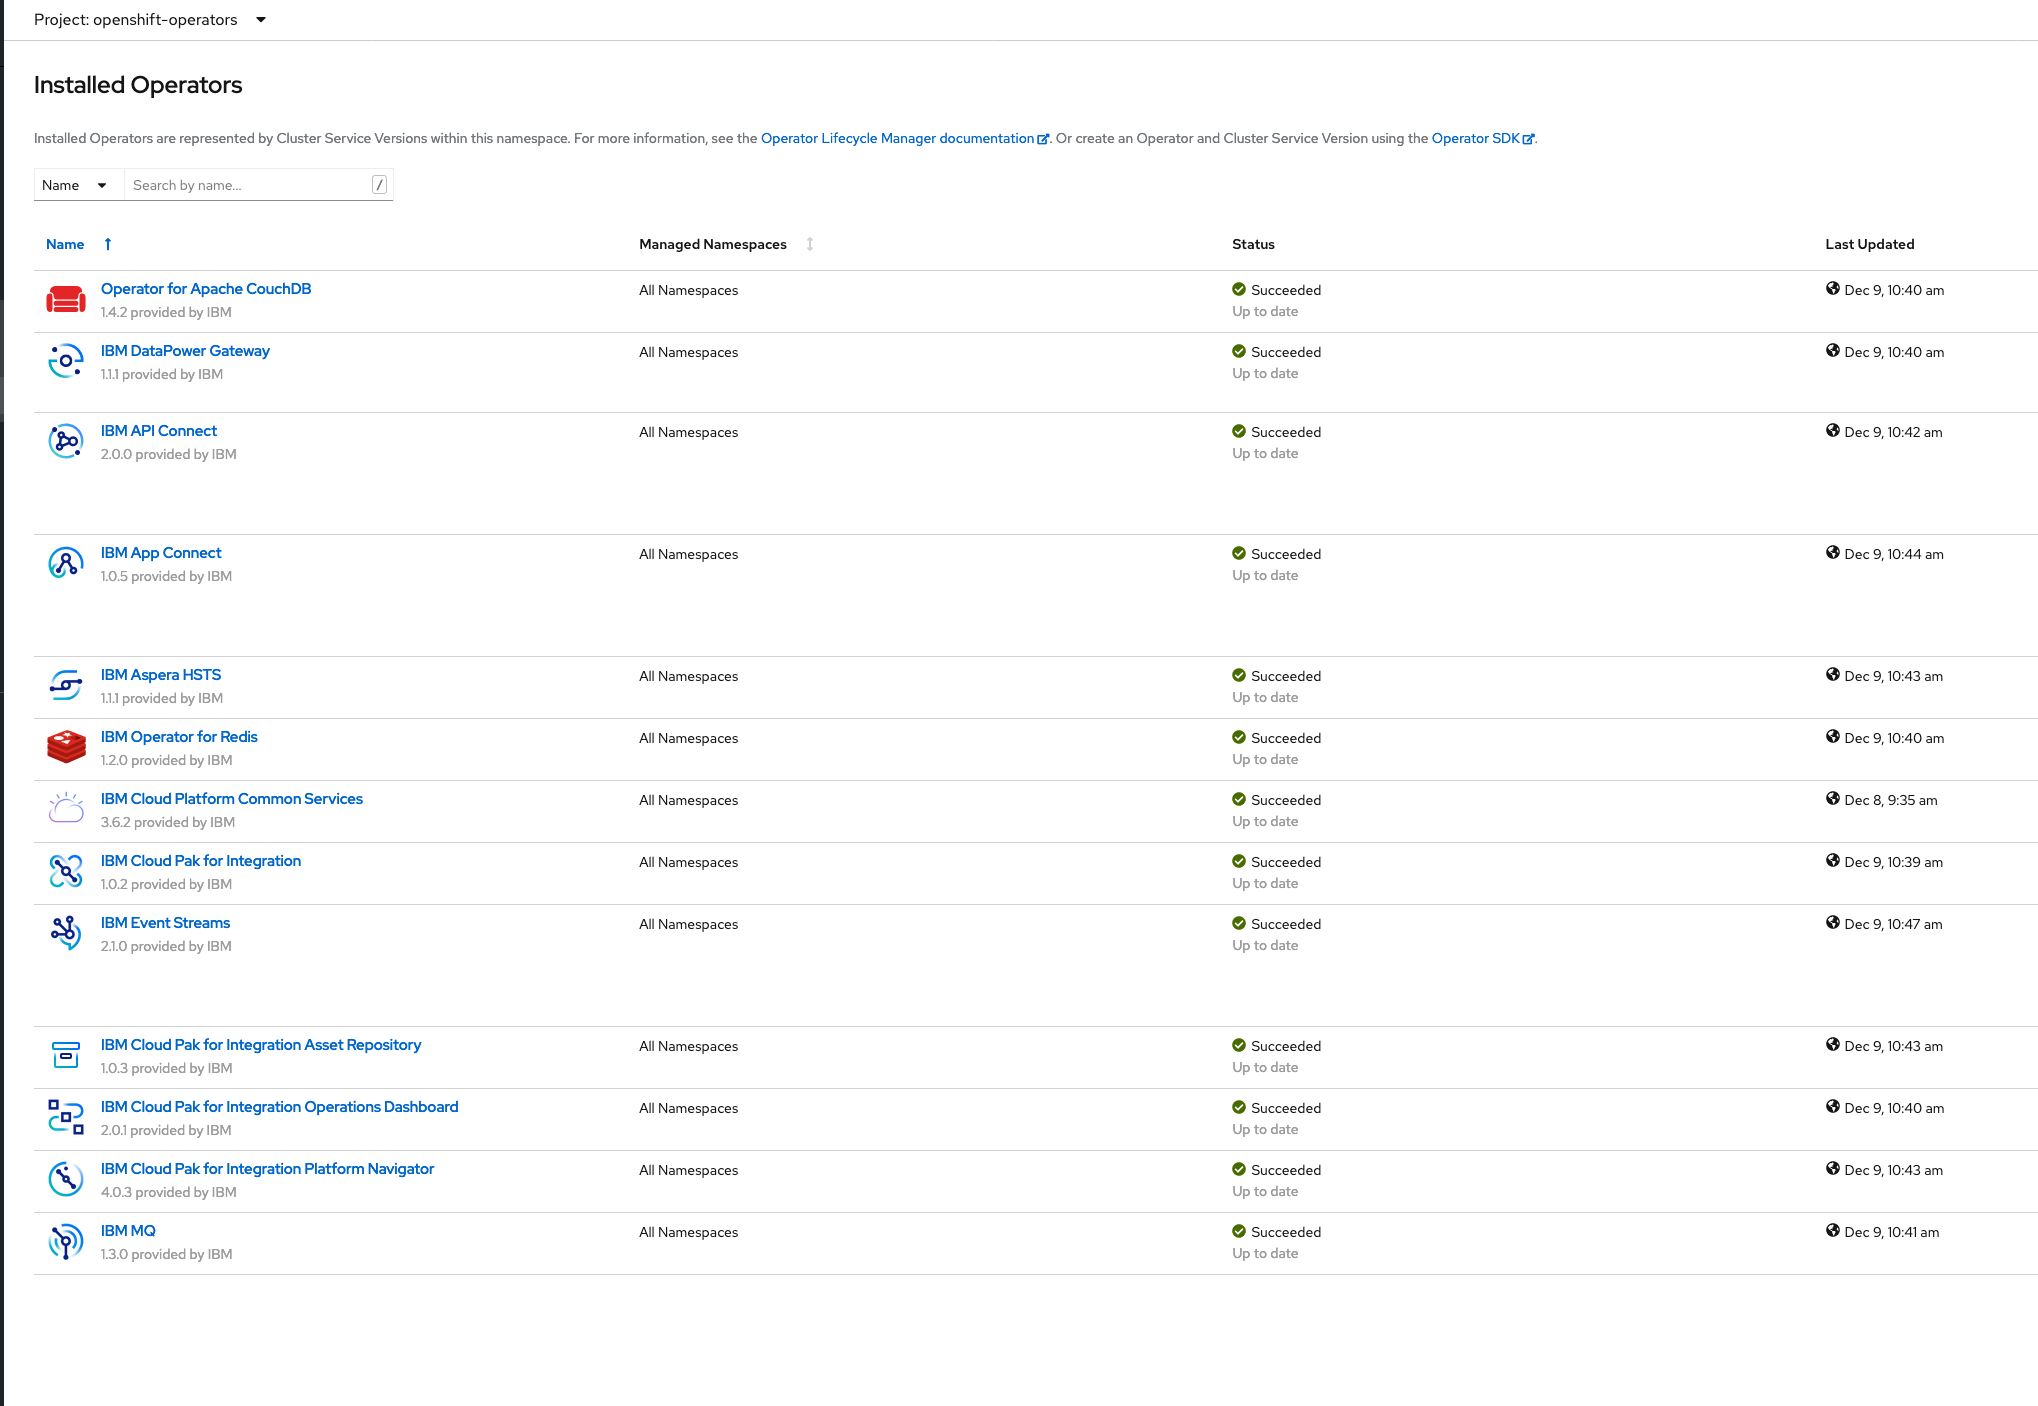 Project: openshift-operators
Installed Operators
Installed Operators are represented by Cluster Service Versions within this namespace. For more information, see the Operator Lifecycle Manager documentation. Or create an Operator and Cluster Service Version using the Operator SDK.
Name Search by name... /
Name Managed Namespaces Status Last Updated
Operator for Apache CouchDB All Namespaces Succeeded Dec 9, 10:40 am
1.4.2 provided by IBM Up to date
IBM DataPower Gateway All Namespaces Succeeded Dec 9, 10:40 am
1.1.1 provided by IBM Up to date
IBM API Connect All Namespaces Succeeded Dec 9, 10:42 am
2.0.0 provided by IBM Up to date
IBM App Connect All Namespaces Succeeded Dec 9, 10:44 am
1.0.5 provided by IBM Up to date
IBM Aspera HSTS All Namespaces Succeeded Dec 9, 10:43 am
1.1.1 provided by IBM Up to date
IBM Operator for Redis All Namespaces Succeeded Dec 9, 10:40 am
1.2.0 provided by IBM Up to date
IBM Cloud Platform Common Services All Namespaces Succeeded Dec 8, 9:35 am
3.6.2 provided by IBM Up to date
IBM Cloud Pak for Integration All Namespaces Succeeded Dec 9, 10:39 am
1.0.2 provided by IBM Up to date
IBM Event Streams All Namespaces Succeeded Dec 9, 10:47 am
2.1.0 provided by IBM Up to date
IBM Cloud Pak for Integration Asset Repository All Namespaces Succeeded Dec 9, 10:43 am
1.0.3 provided by IBM Up to date
IBM Cloud Pak for Integration Operations Dashboard All Namespaces Succeeded Dec 9, 10:40 am
2.0.1 provided by IBM Up to date
IBM Cloud Pak for Integration Platform Navigator All Namespaces Succeeded Dec 9, 10:43 am
4.0.3 provided by IBM Up to date
IBM MQ All Namespaces Succeeded Dec 9, 10:41 am
1.3.0 provided by IBM Up to date